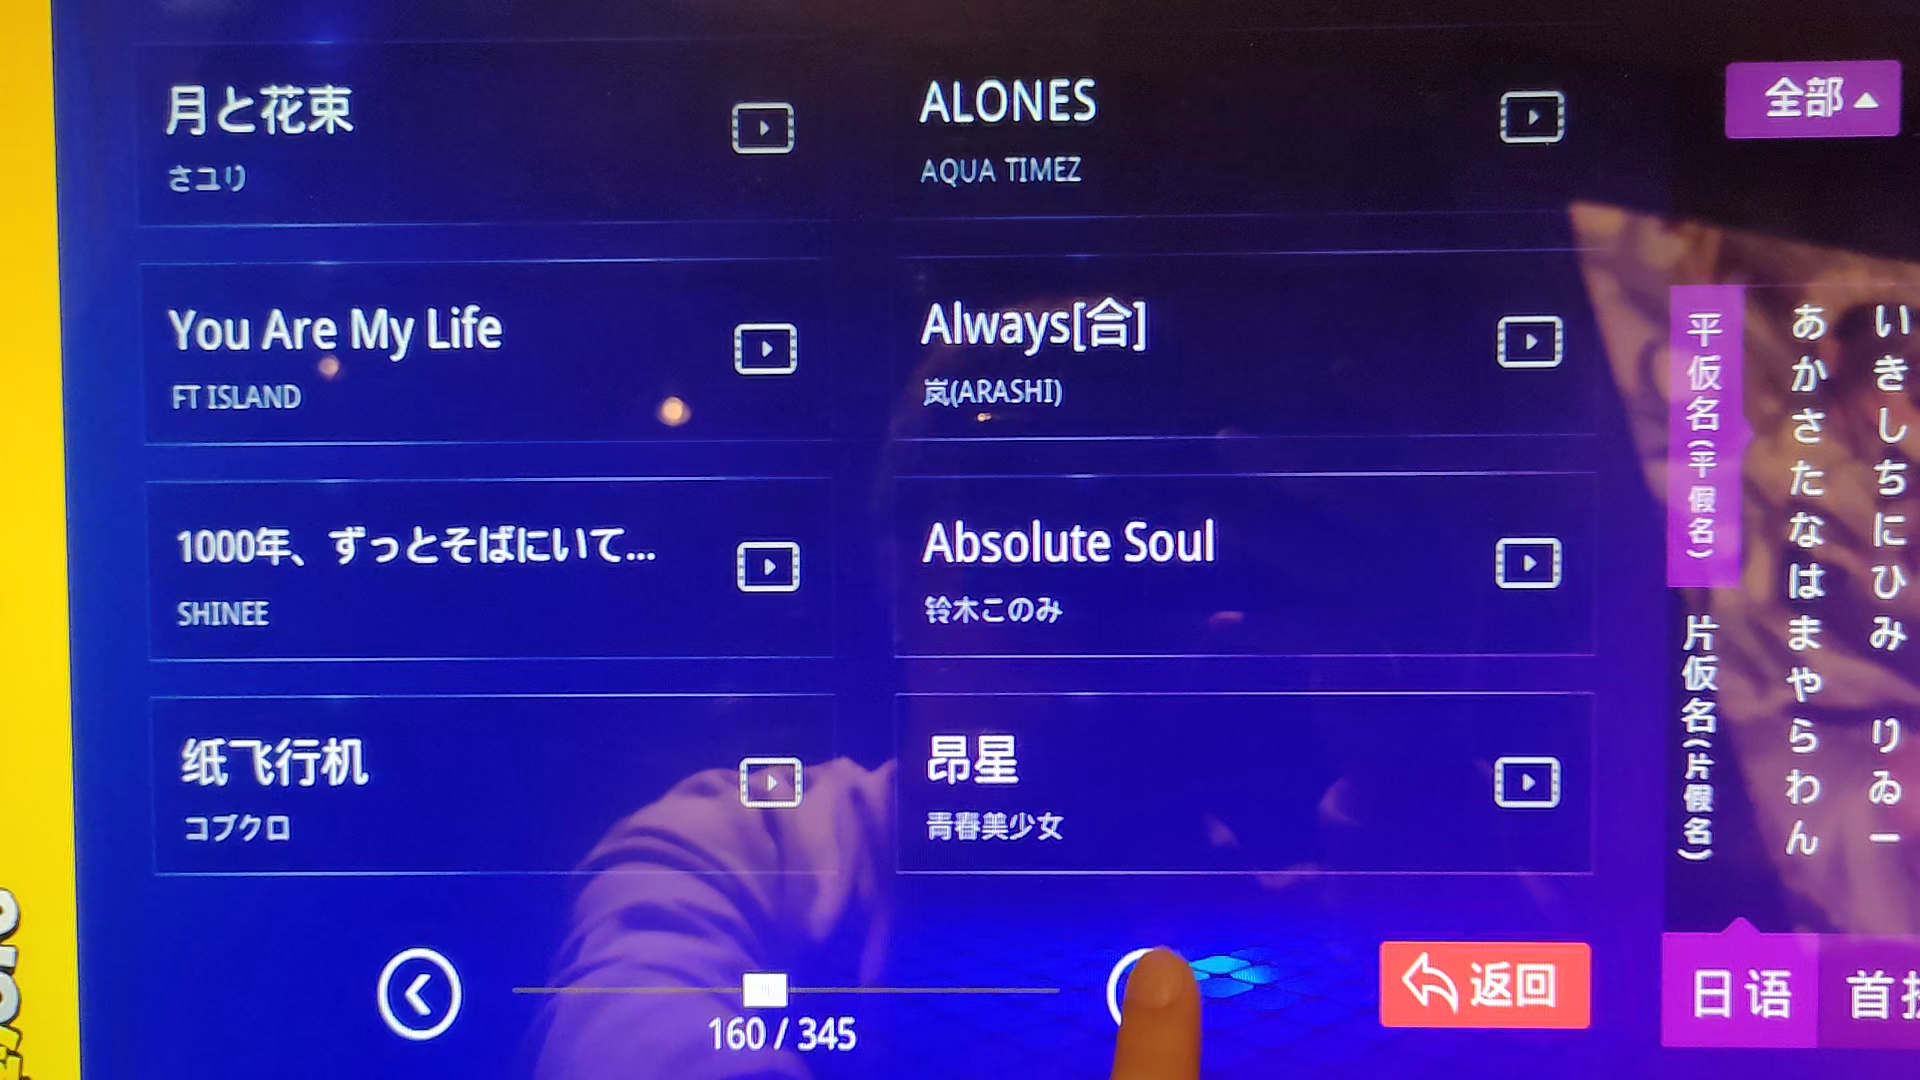 月と花束
さユり
ALONES
AQUA TIMEZ
全部
You Are My Life
FT ISLAND
Always[合]
岚(ARASHI)
1000年、ずっとそばにいて...
SHINEE
Absolute Soul
铃木このみ
纸飞行机
コブクロ
昂星
青春美少女
平仮名(平假名)
片仮名(片假名)
あかさたなはまやらわん
いきしちにひみ りゐー
160 / 345
返回
日语
首